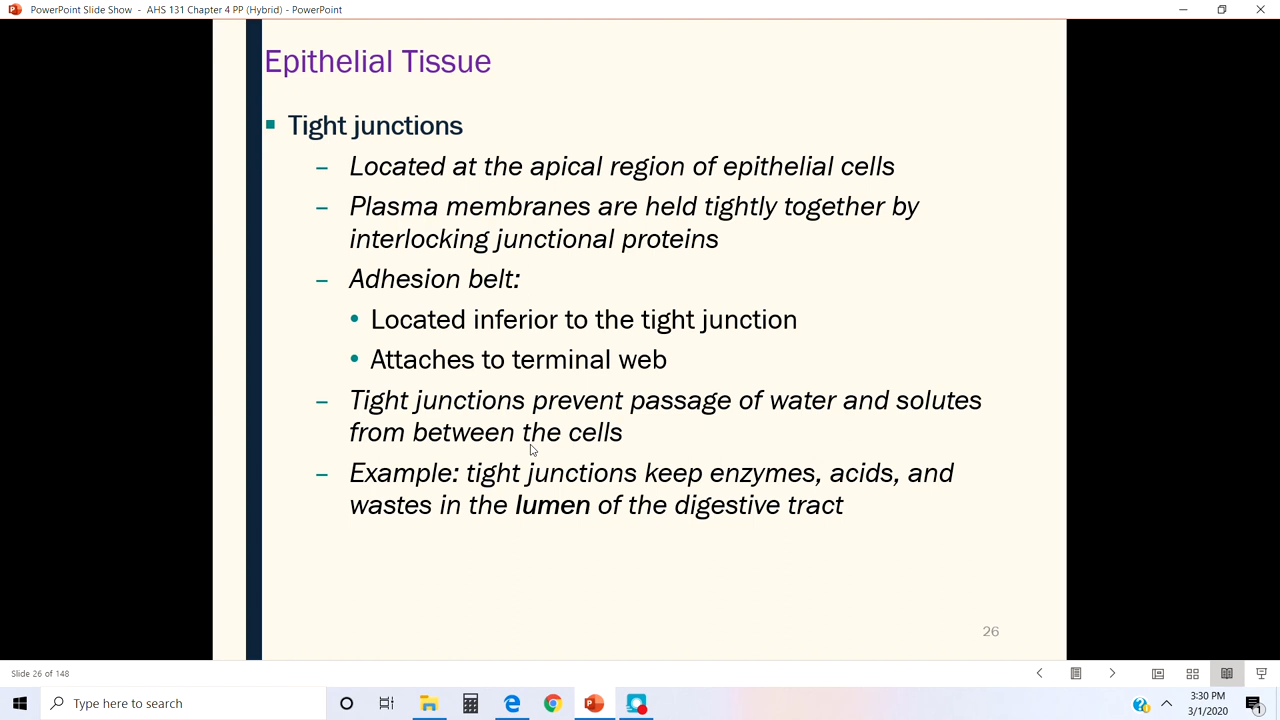 PowerPoint Slide Show - AHS 131 Chapter 4 PP (Hybrid) - PowerPoint
Epithelial Tissue
Tight junctions
– Located at the apical region of epithelial cells
– Plasma membranes are held tightly together by
interlocking junctional proteins
– Adhesion belt:
• Located inferior to the tight junction
• Attaches to terminal web
– Tight junctions prevent passage of water and solutes
from between the cells
– Example: tight junctions keep enzymes, acids, and
wastes in the lumen of the digestive tract
26
Slide 26 of 148
Type here to search
3:30 PM
3/1/2020
1